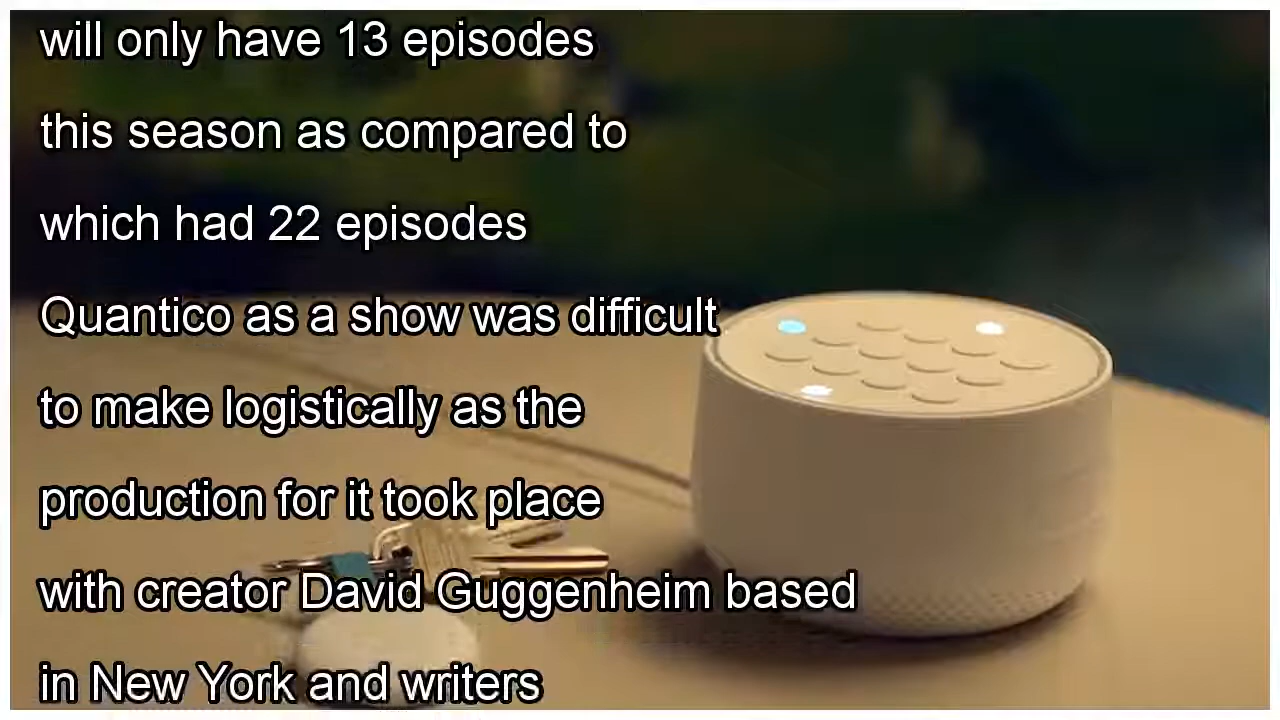 will only have 13 episodes
this season as compared to
which had 22 episodes
Quantico as a show was difficult
to make logistically as the
production for it took place
with creator David Guggenheim based
in New York and writers